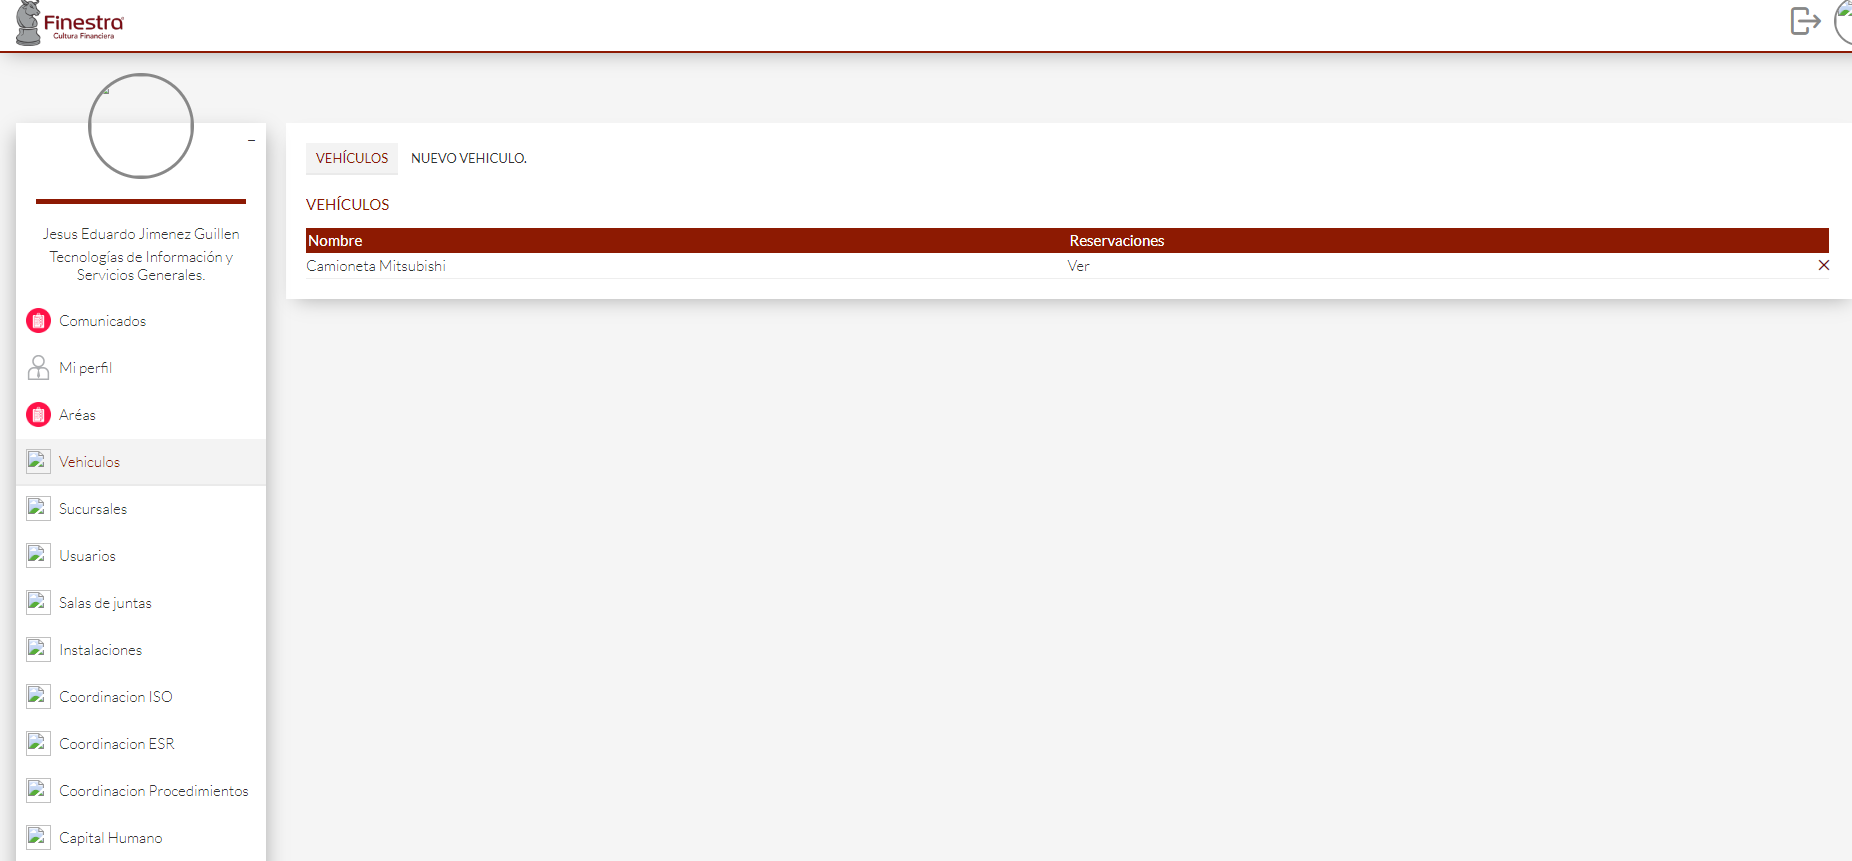 Finestra
Cultura Financiera
Jesus Eduardo Jimenez Guillen
Tecnologías de Información y
Servicios Generales.
Comunicados
Mi perfil
Aréas
Vehiculos
Sucursales
Usuarios
Salas de juntas
Instalaciones
Coordinacion ISO
Coordinacion ESR
Coordinacion Procedimientos
Capital Humano
VEHÍCULOS NUEVO VEHICULO.
VEHÍCULOS
Nombre Reservaciones
Camioneta Mitsubishi Ver